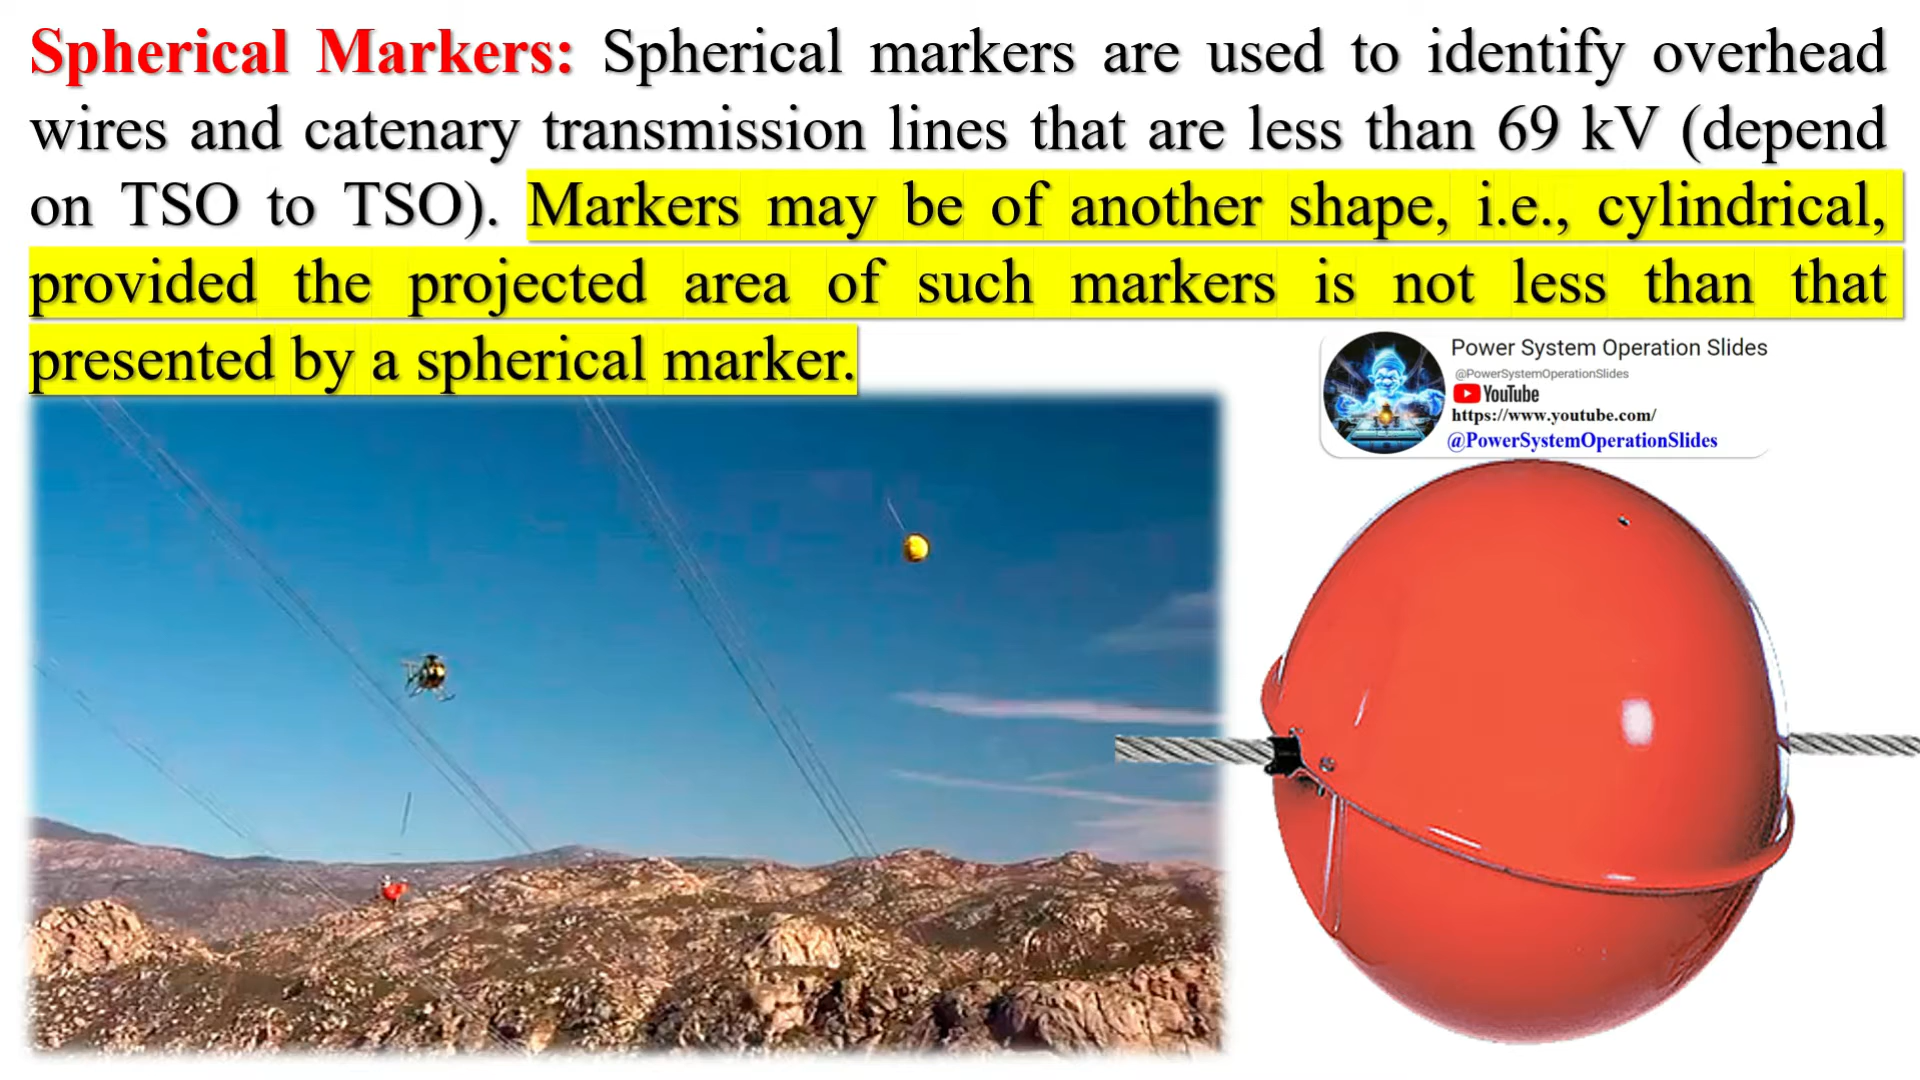 Spherical Markers: Spherical markers are used to identify overhead
wires and catenary transmission lines that are less than 69 kV (depend
on TSO to TSO). Markers may be of another shape, i.e., cylindrical,
provided the projected area of such markers is not less than that
presented by a spherical marker.
Power System Operation Slides
@PowerSystemOperationSlides
YouTube
https://www.youtube.com/
@PowerSystemOperationSlides